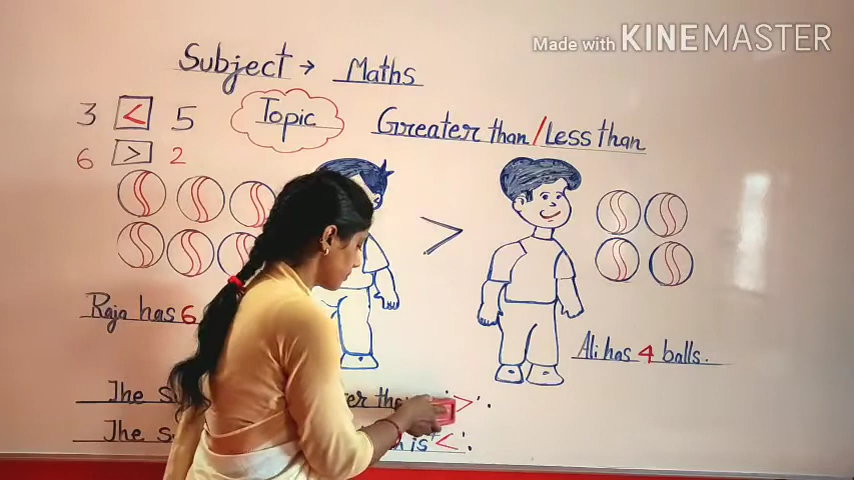 Made with KINEMASTER
Subject → Maths
3 < 5
Topic
Greater than/Less than
6 > 2
>
Raja has 6
Ali has 4 balls.
The
>
The is <